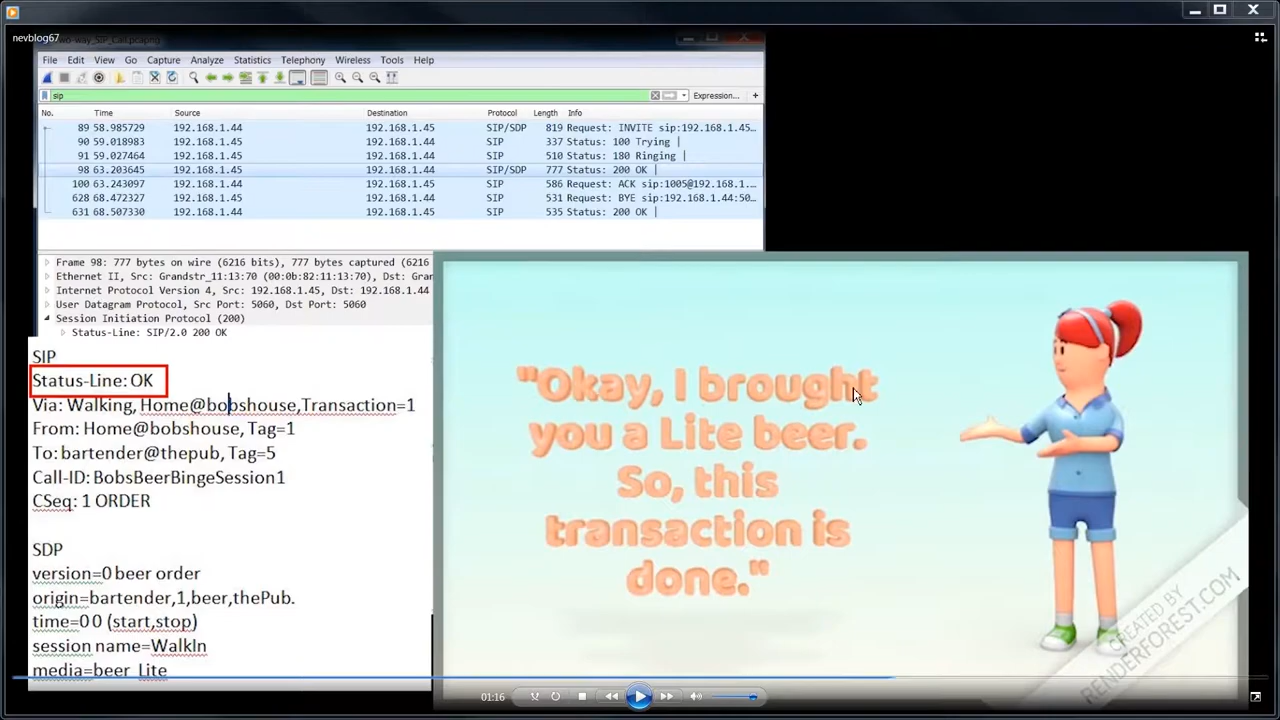 nevblog67
two-way_SIP_Call.pcapng
File Edit View Go Capture Analyze Statistics Telephony Wireless Tools Help
sip Expression... +
No. Time Source Destination Protocol Length Info
89 58.985729 192.168.1.44 192.168.1.45 SIP/SDP 819 Request: INVITE sip:192.168.1.45…
90 59.018983 192.168.1.44 192.168.1.45 SIP 337 Status: 100 Trying |
91 59.027464 192.168.1.44 192.168.1.45 SIP 510 Status: 180 Ringing |
98 63.203645 192.168.1.44 192.168.1.45 SIP/SDP 777 Status: 200 OK |
100 63.243097 192.168.1.44 192.168.1.45 SIP 586 Request: ACK sip:1005@192.168.1.…
628 68.472327 192.168.1.44 192.168.1.45 SIP 531 Request: BYE sip:192.168.1.44:50…
631 68.507330 192.168.1.44 192.168.1.45 SIP 535 Status: 200 OK |
Frame 98: 777 bytes on wire (6216 bits), 777 bytes captured (6216
Ethernet II, Src: Grandstr_11:13:70 (00:0b:82:11:13:70), Dst: Gran
Internet Protocol Version 4, Src: 192.168.1.45, Dst: 192.168.1.44
User Datagram Protocol, Src Port: 5060, Dst Port: 5060
Session Initiation Protocol (200)
Status-Line: SIP/2.0 200 OK
SIP
Status-Line: OK
Via: Walking, Home@bobshouse,Transaction=1
From: Home@bobshouse, Tag=1
To: bartender@thepub, Tag=5
Call-ID: BobsBeerBingeSession1
CSeq: 1 ORDER
SDP
version=0 beer order
origin=bartender,1,beer,thePub.
time=0 0 (start,stop)
session name=WalkIn
media=beer Lite
"Okay, I brought
you a Lite beer.
So, this
transaction is
done."
CREATED BY
RENDERFOREST.COM
01:16